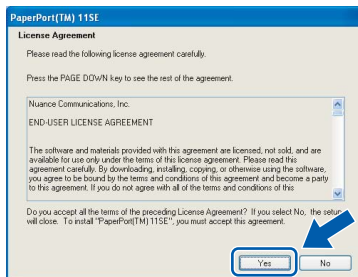 PaperPort(TM) 11SE
License Agreement
Please read the following license agreement carefully.
Press the PAGE DOWN key to see the rest of the agreement.
Nuance Communications, Inc.
END-USER LICENSE AGREEMENT
The software and materials provided with this agreement are licensed, not sold, and are
available for use only under the terms of this license agreement. Please read this
agreement carefully. By downloading, installing, copying, or otherwise using the software,
you agree to be bound by the terms and conditions of this agreement and become a party
to this agreement. If you do not agree with all of the terms and conditions of this
Do you accept all the terms of the preceding License Agreement? If you select No, the setup
will close. To install "PaperPort(TM) 11SE", you must accept this agreement.
Yes
No